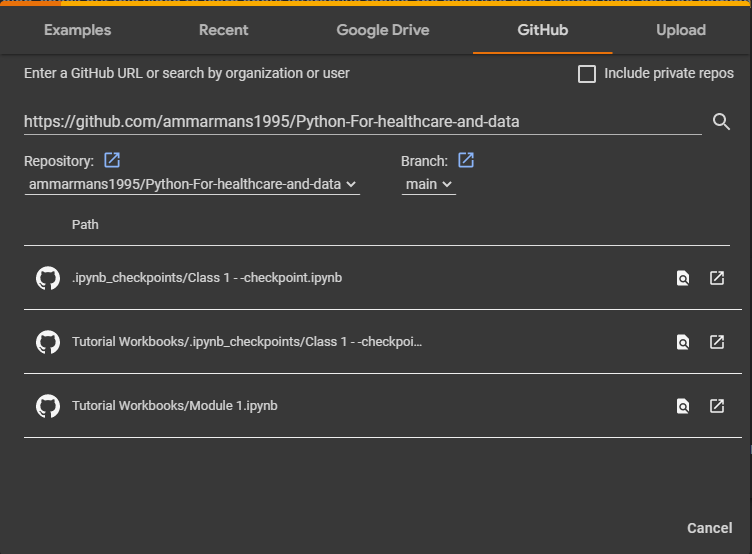 Examples Recent Google Drive GitHub Upload
Enter a GitHub URL or search by organization or user Include private repos
https://github.com/ammarmans1995/Python-For-healthcare-and-data
Repository: Branch:
ammarmans1995/Python-For-healthcare-and-data main
Path
.ipynb_checkpoints/Class 1 - -checkpoint.ipynb
Tutorial Workbooks/.ipynb_checkpoints/Class 1 - -checkpoi...
Tutorial Workbooks/Module 1.ipynb
Cancel